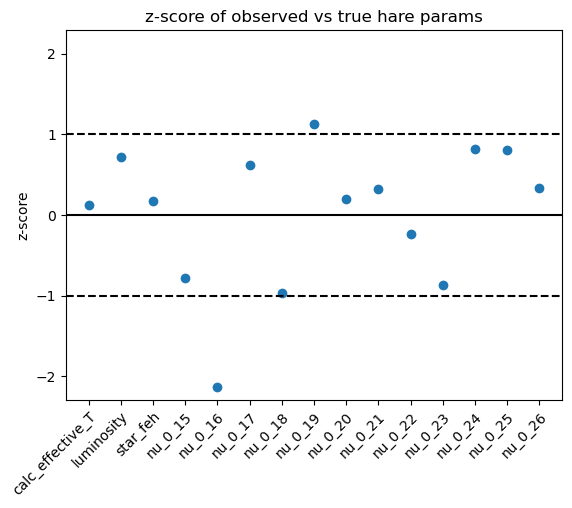 z-score of observed vs true hare params
z-score
2
1
0
−1
−2
calc_effective_T
luminosity
star_feh
nu_0_15
nu_0_16
nu_0_17
nu_0_18
nu_0_19
nu_0_20
nu_0_21
nu_0_22
nu_0_23
nu_0_24
nu_0_25
nu_0_26